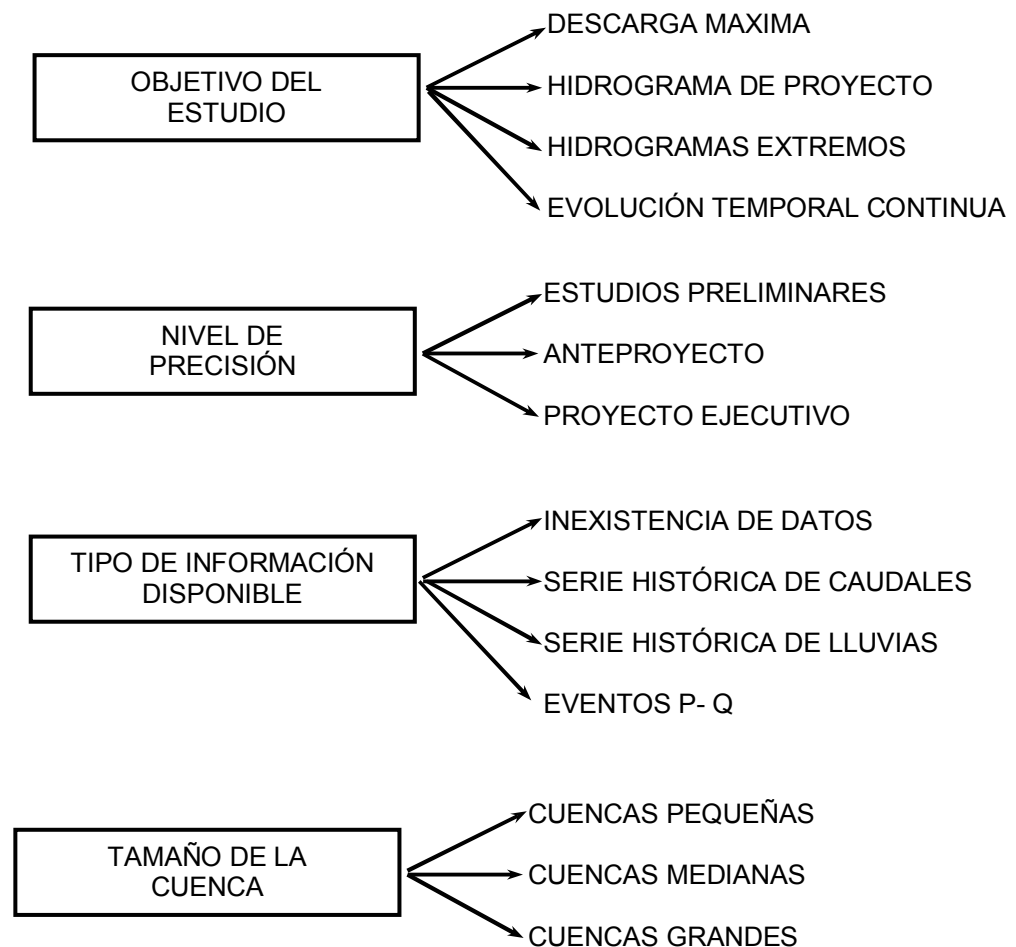 OBJETIVO DEL
ESTUDIO
DESCARGA MAXIMA
HIDROGRAMA DE PROYECTO
HIDROGRAMAS EXTREMOS
EVOLUCIÓN TEMPORAL CONTINUA
NIVEL DE
PRECISIÓN
ESTUDIOS PRELIMINARES
ANTEPROYECTO
PROYECTO EJECUTIVO
TIPO DE INFORMACIÓN
DISPONIBLE
INEXISTENCIA DE DATOS
SERIE HISTÓRICA DE CAUDALES
SERIE HISTÓRICA DE LLUVIAS
EVENTOS P- Q
TAMAÑO DE LA
CUENCA
CUENCAS PEQUEÑAS
CUENCAS MEDIANAS
CUENCAS GRANDES